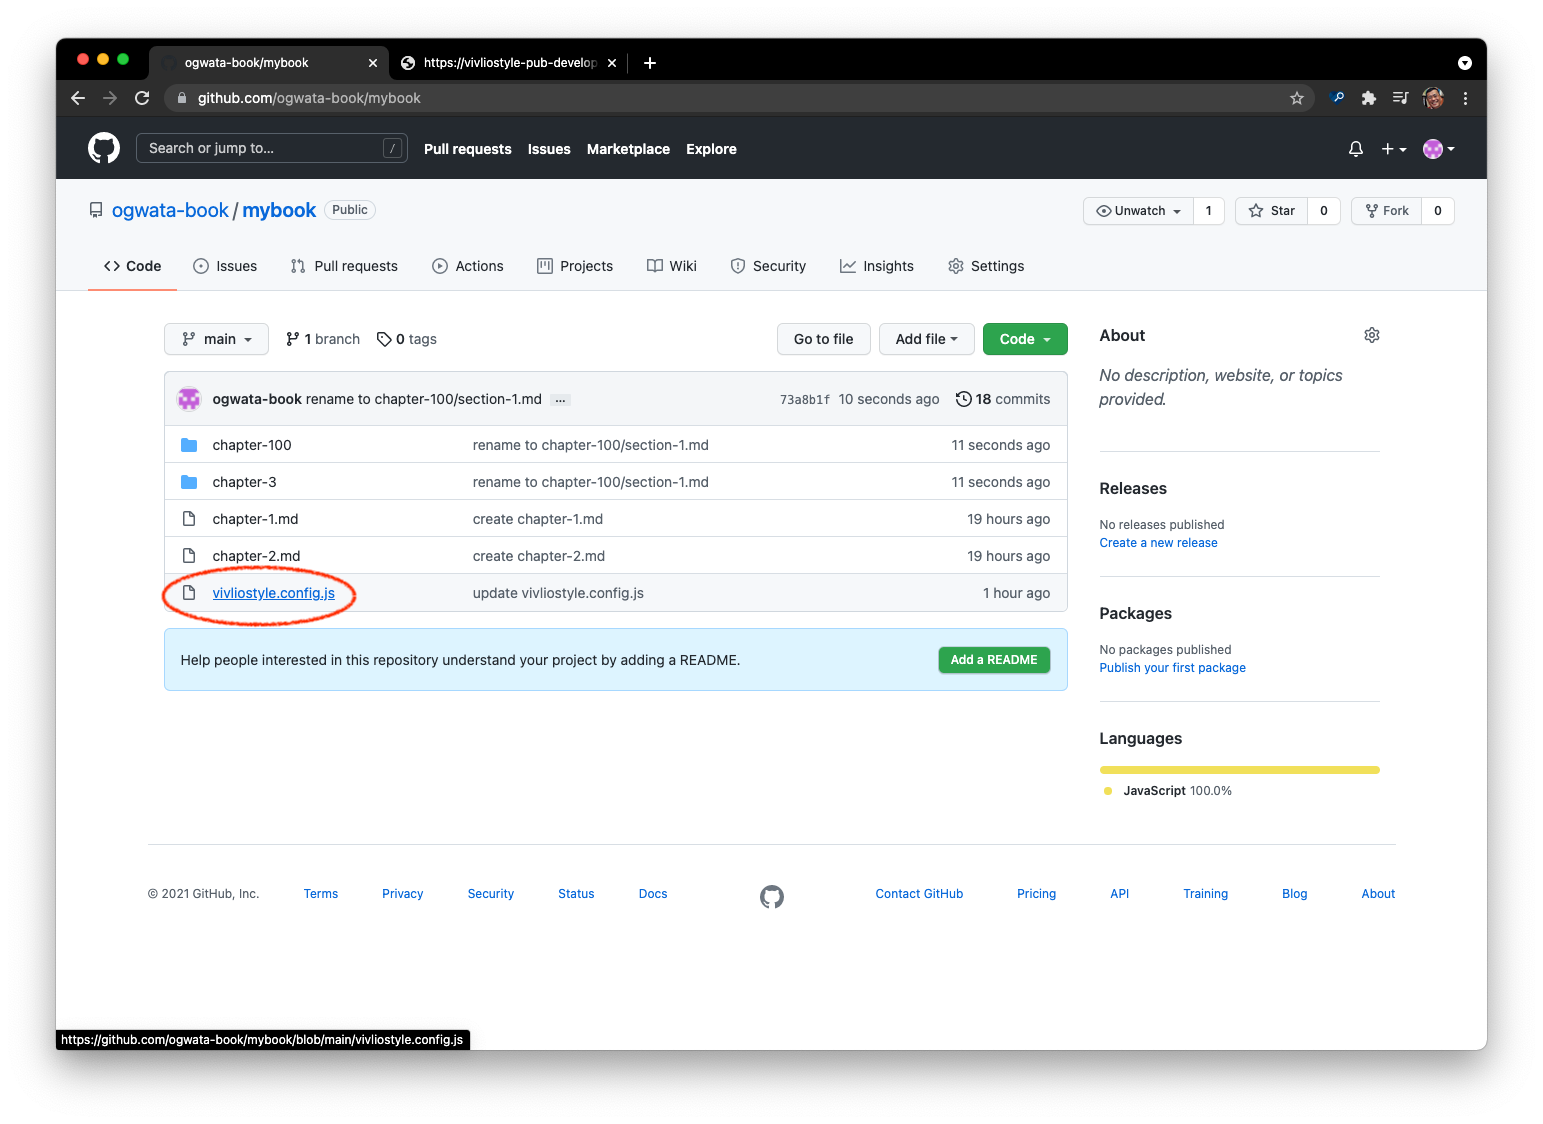 ogwata-book/mybook
https://vivliostyle-pub-develop
github.com/ogwata-book/mybook
Search or jump to... /
Pull requests Issues Marketplace Explore
ogwata-book / mybook Public
Unwatch 1 Star 0 Fork 0
Code Issues Pull requests Actions Projects Wiki Security Insights Settings
main 1 branch 0 tags Go to file Add file Code
ogwata-book rename to chapter-100/section-1.md ... 73a8b1f 10 seconds ago 18 commits
chapter-100 rename to chapter-100/section-1.md 11 seconds ago
chapter-3 rename to chapter-100/section-1.md 11 seconds ago
chapter-1.md create chapter-1.md 19 hours ago
chapter-2.md create chapter-2.md 19 hours ago
vivliostyle.config.js update vivliostyle.config.js 1 hour ago
Help people interested in this repository understand your project by adding a README. Add a README
About
No description, website, or topics
provided.
Releases
No releases published
Create a new release
Packages
No packages published
Publish your first package
Languages
JavaScript 100.0%
© 2021 GitHub, Inc. Terms Privacy Security Status Docs Contact GitHub Pricing API Training Blog About
https://github.com/ogwata-book/mybook/blob/main/vivliostyle.config.js